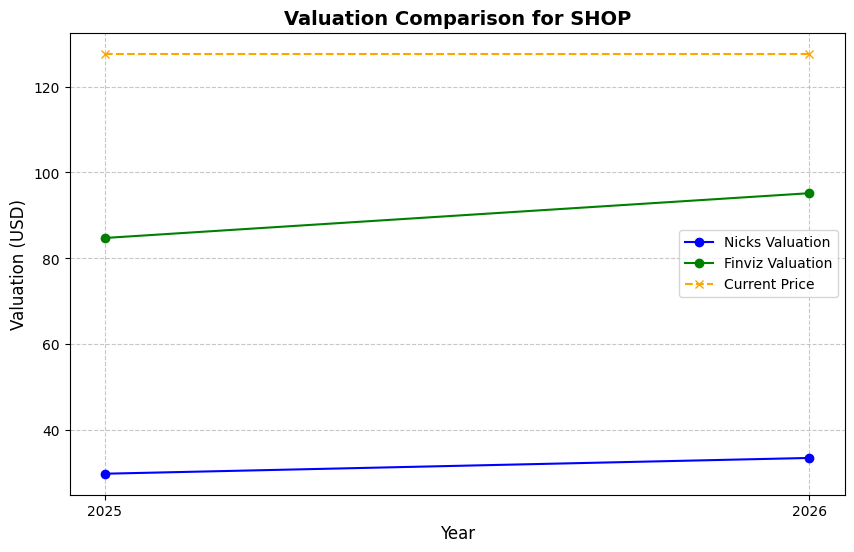 Valuation Comparison for SHOP
Valuation (USD)
120
100
80
60
40
Nicks Valuation
Finviz Valuation
Current Price
2025
2026
Year